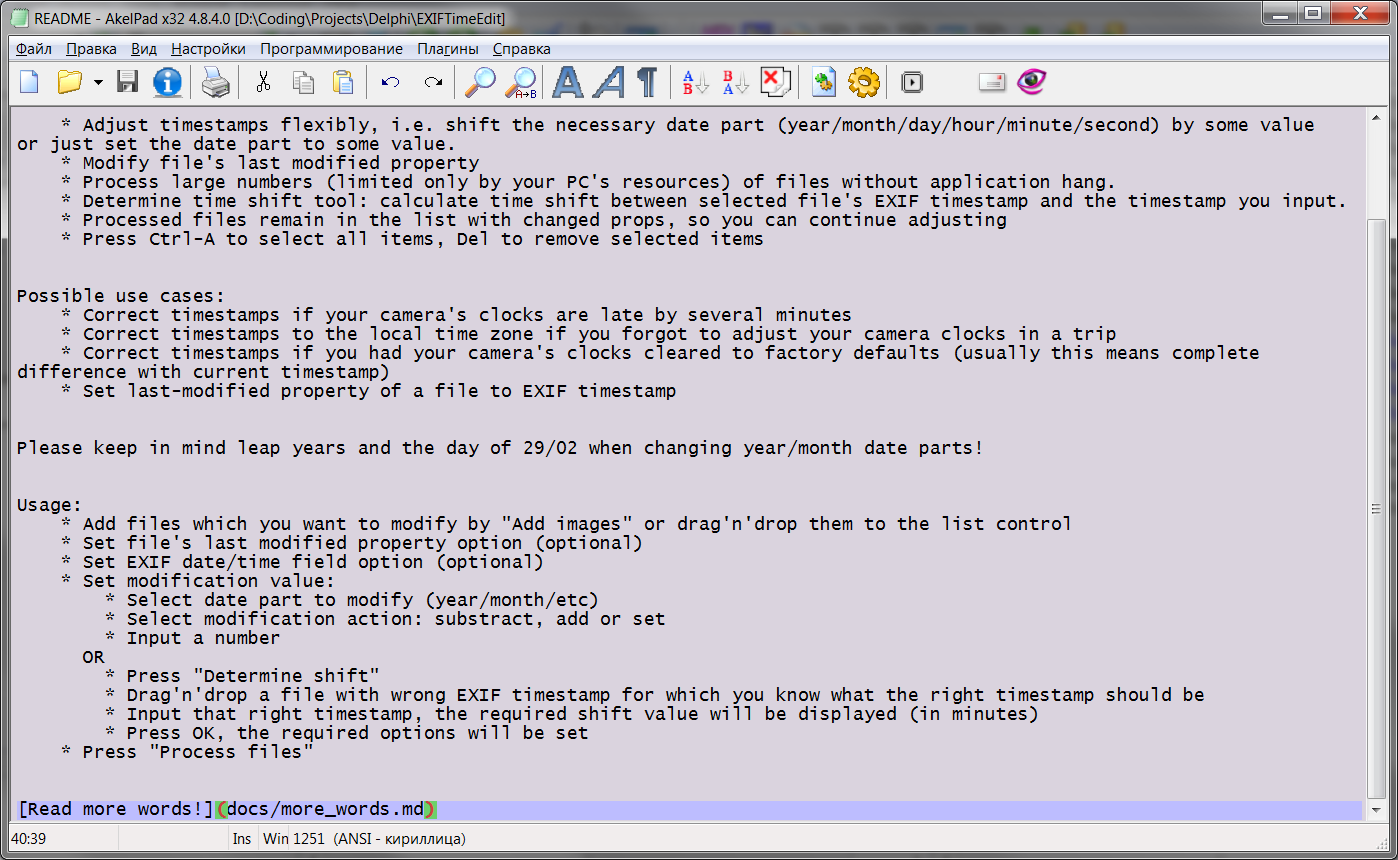 README - AkelPad x32 4.8.4.0 [D:\Coding\Projects\Delphi\EXIFTimeEdit]
Файл Правка Вид Настройки Программирование Плагины Справка
A→B A B B A
* Adjust timestamps flexibly, i.e. shift the necessary date part (year/month/day/hour/minute/second) by some value
or just set the date part to some value.
* Modify file's last modified property
* Process large numbers (limited only by your PC's resources) of files without application hang.
* Determine time shift tool: calculate time shift between selected file's EXIF timestamp and the timestamp you input.
* Processed files remain in the list with changed props, so you can continue adjusting
* Press Ctrl-A to select all items, Del to remove selected items
Possible use cases:
* Correct timestamps if your camera's clocks are late by several minutes
* Correct timestamps to the local time zone if you forgot to adjust your camera clocks in a trip
* Correct timestamps if you had your camera's clocks cleared to factory defaults (usually this means complete
difference with current timestamp)
* Set last-modified property of a file to EXIF timestamp
Please keep in mind leap years and the day of 29/02 when changing year/month date parts!
Usage:
* Add files which you want to modify by "Add images" or drag'n'drop them to the list control
* Set file's last modified property option (optional)
* Set EXIF date/time field option (optional)
* Set modification value:
* Select date part to modify (year/month/etc)
* Select modification action: substract, add or set
* Input a number
OR
* Press "Determine shift"
* Drag'n'drop a file with wrong EXIF timestamp for which you know what the right timestamp should be
* Input that right timestamp, the required shift value will be displayed (in minutes)
* Press OK, the required options will be set
* Press "Process files"
[Read more words!](docs/more_words.md)
40:39 Ins Win 1251 (ANSI - кириллица)